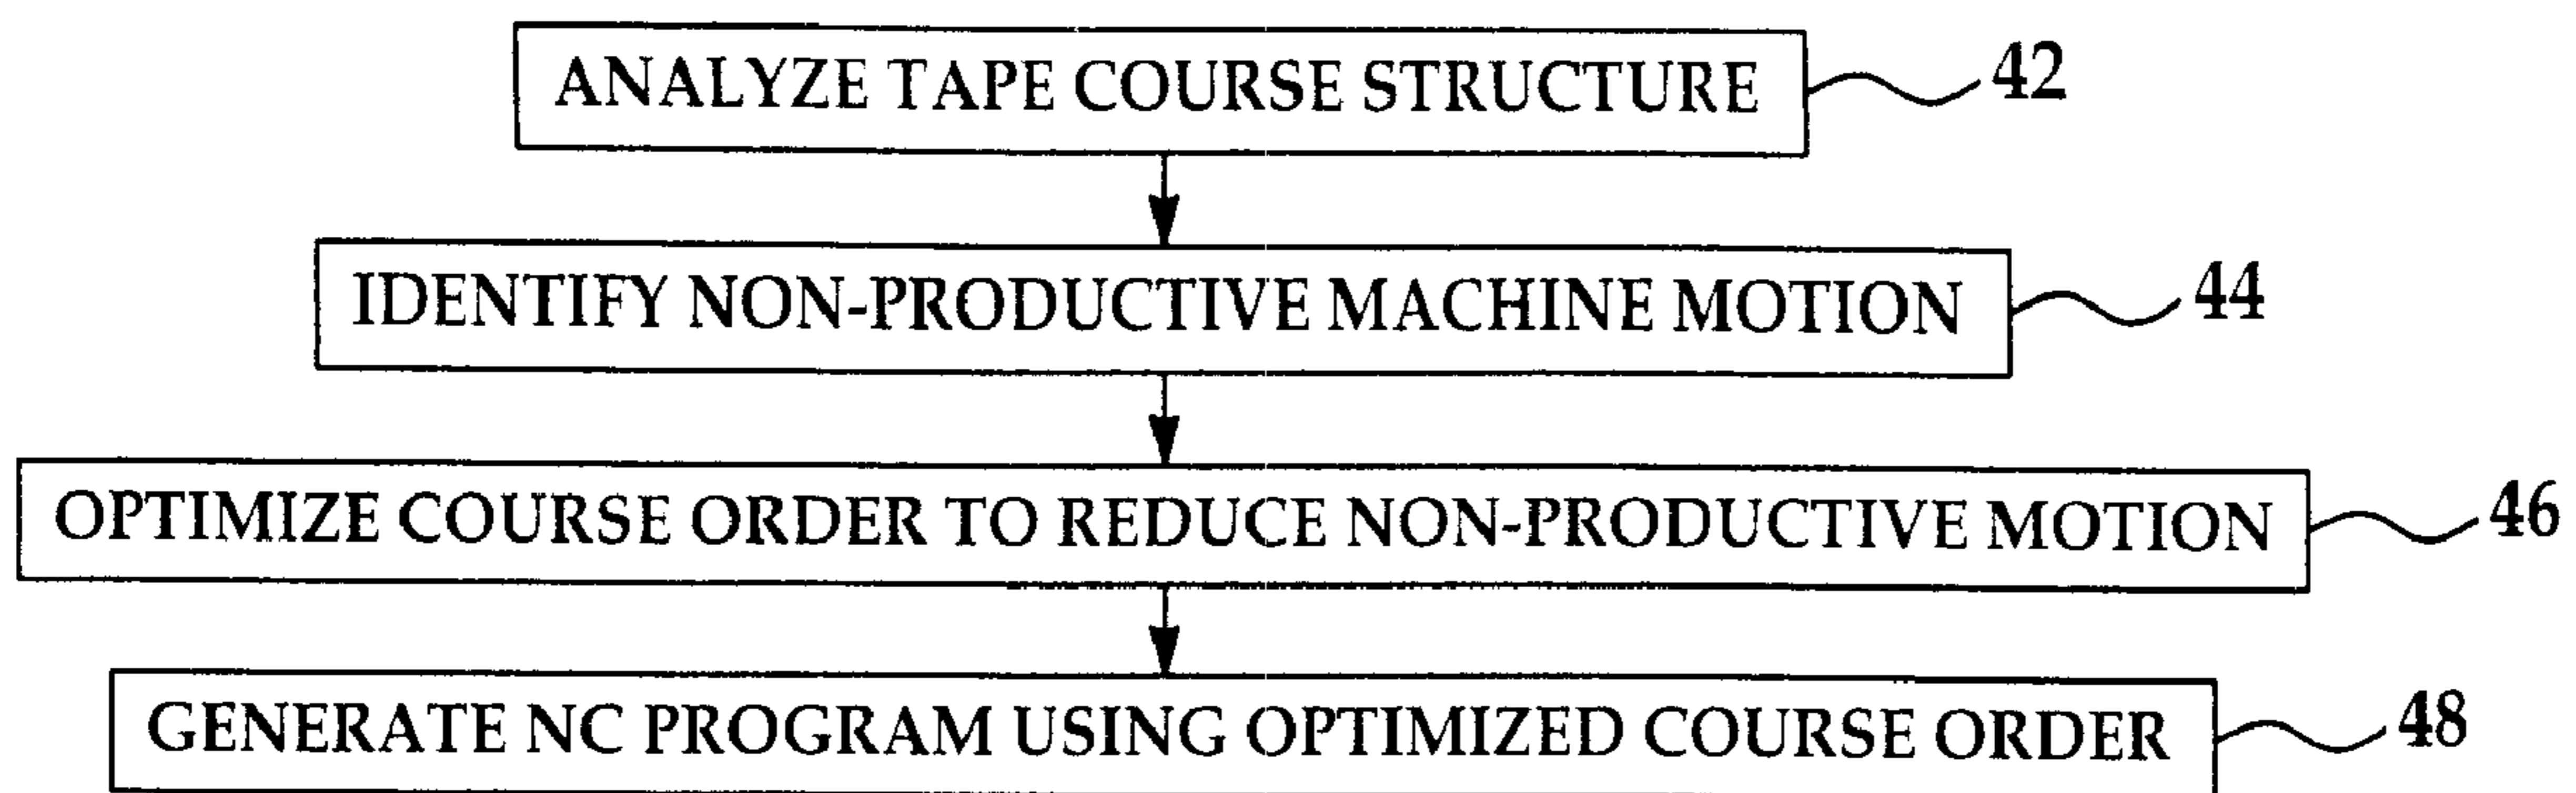 ANALYZE TAPE COURSE STRUCTURE 42
IDENTIFY NON-PRODUCTIVE MACHINE MOTION 44
OPTIMIZE COURSE ORDER TO REDUCE NON-PRODUCTIVE MOTION 46
GENERATE NC PROGRAM USING OPTIMIZED COURSE ORDER 48